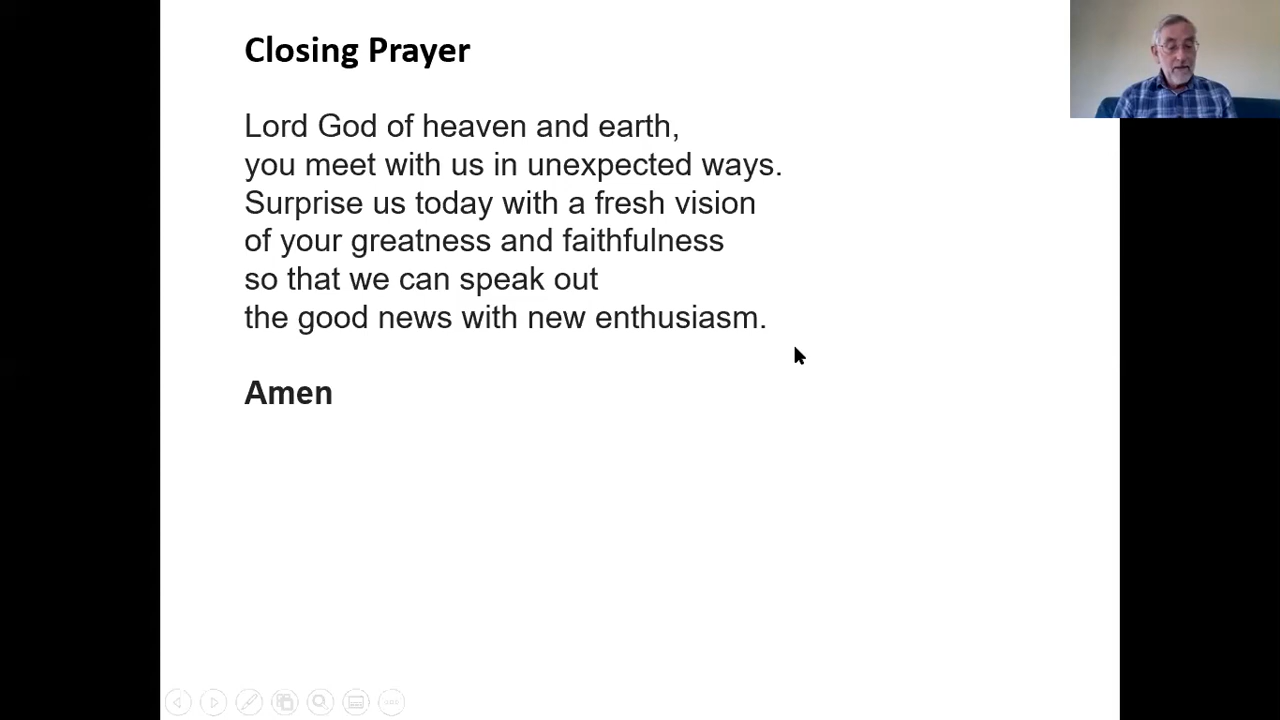 Closing Prayer
Lord God of heaven and earth,
you meet with us in unexpected ways.
Surprise us today with a fresh vision
of your greatness and faithfulness
so that we can speak out
the good news with new enthusiasm.
Amen